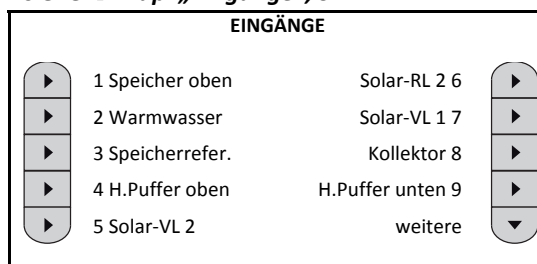 EINGÄNGE
1 Speicher oben Solar-RL 2 6
2 Warmwasser Solar-VL 1 7
3 Speicherrefer. Kollektor 8
4 H.Puffer oben H.Puffer unten 9
5 Solar-VL 2 weitere